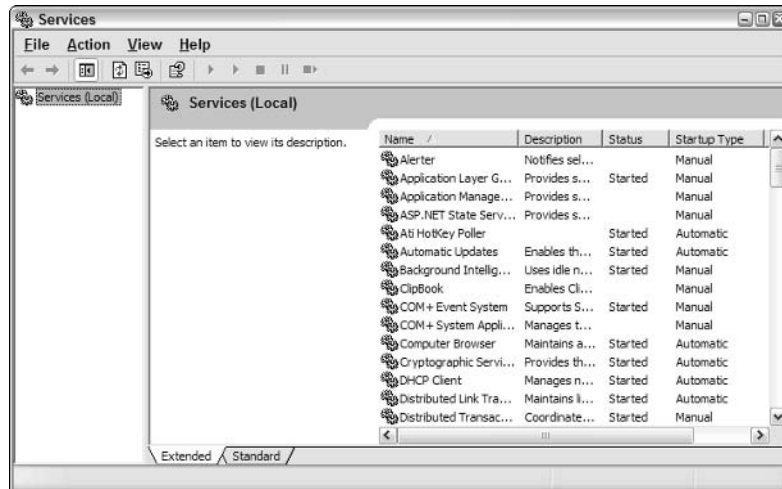 Services
File Action View Help
Services (Local)
Services (Local)
Select an item to view its description.
Name Description Status Startup Type
Alerter Notifies sel... Manual
Application Layer G... Provides s... Started Manual
Application Manage... Provides s... Manual
ASP.NET State Serv... Provides s... Manual
Ati HotKey Poller Started Automatic
Automatic Updates Enables th... Started Automatic
Background Intellig... Uses idle n... Started Manual
ClipBook Enables Cli... Manual
COM+ Event System Supports S... Started Manual
COM+ System Appli... Manages t... Manual
Computer Browser Maintains a... Started Automatic
Cryptographic Servi... Provides th... Started Automatic
DHCP Client Manages n... Started Automatic
Distributed Link Tra... Maintains li... Started Automatic
Distributed Transac... Coordinate... Started Manual
Extended Standard